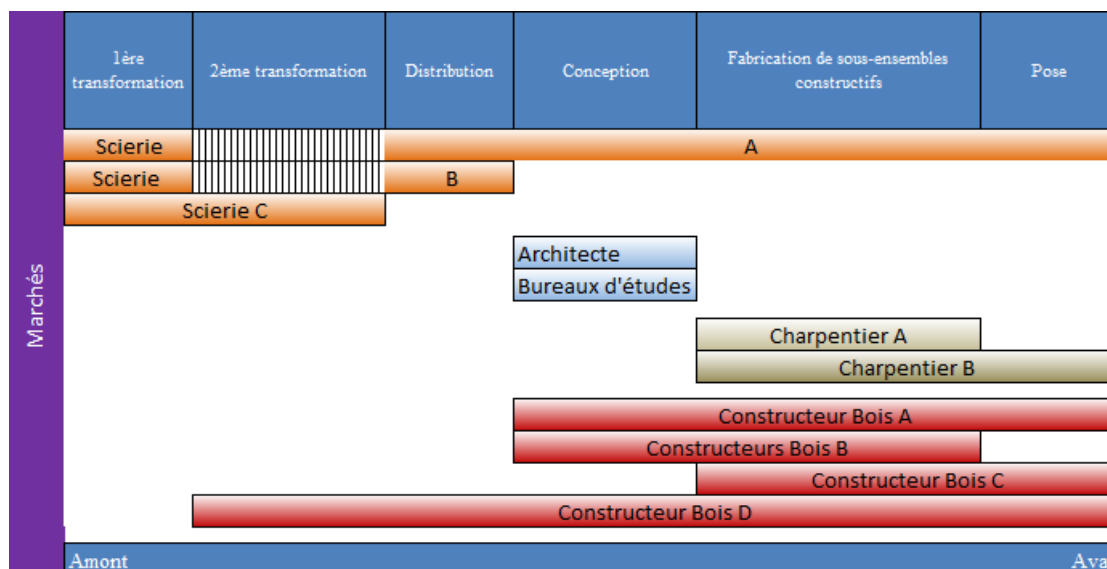 1ère
transformation
2ème transformation
Distribution
Conception
Fabrication de sous-ensembles
constructifs
Pose
Marchés
Scierie
A
Scierie
B
Scierie C
Architecte
Bureaux d'études
Charpentier A
Charpentier B
Constructeur Bois A
Constructeurs Bois B
Constructeur Bois C
Constructeur Bois D
Amont
Ava